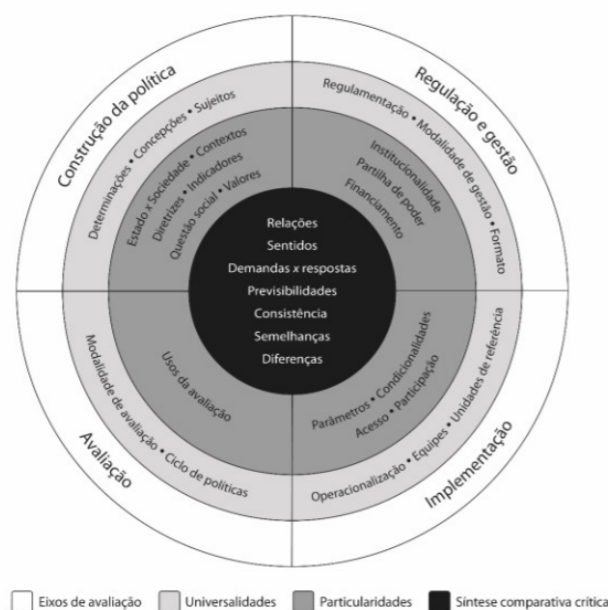 Construção da política
Determinações • Concepções • Sujeitos
Estado x Sociedade • Contextos
Diretrizes • Indicadores
Questão social • Valores
Regulação e gestão
Regulamentação • Modalidade de gestão • Formato
Institucionalidade
Partilha de poder
Financiamento
Relações
Sentidos
Demandas x respostas
Previsibilidades
Consistência
Semelhanças
Diferenças
Usos da avaliação
Modalidade de avaliação • Ciclo de políticas
Avaliação
Parâmetros • Condicionalidades
Acesso • Participação
Operacionalização • Equipes • Unidades de referência
Implementação
Eixos de avaliação
Universalidades
Particularidades
Síntese comparativa crítica